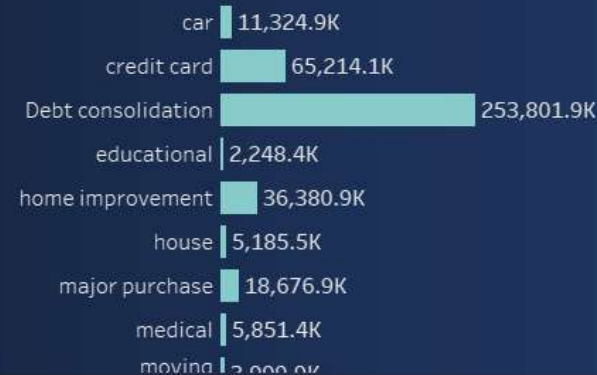 car 11,324.9K
credit card 65,214.1K
Debt consolidation 253,801.9K
educational 2,248.4K
home improvement 36,380.9K
house 5,185.5K
major purchase 18,676.9K
medical 5,851.4K
moving